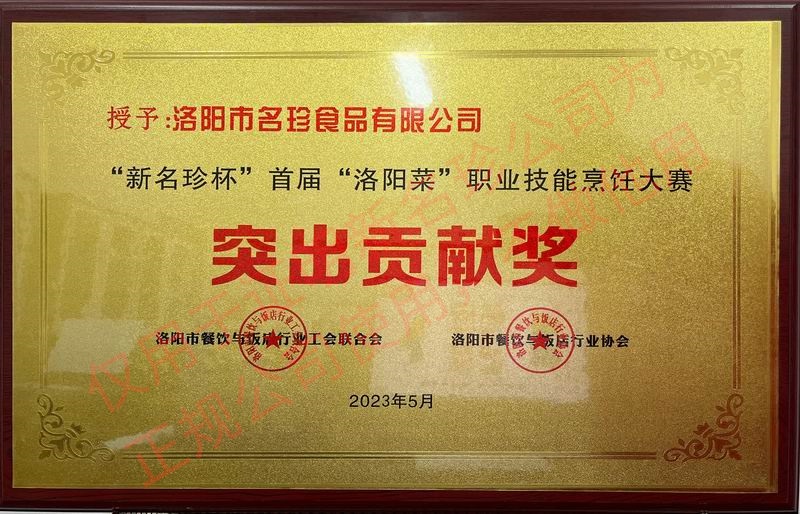 授予:洛阳市名珍食品有限公司
“新名珍杯”首届“洛阳菜”职业技能烹饪大赛
突出贡献奖
洛阳市餐饮与饭店行业工会联合会
洛阳市餐饮与饭店行业协会
2023年5月